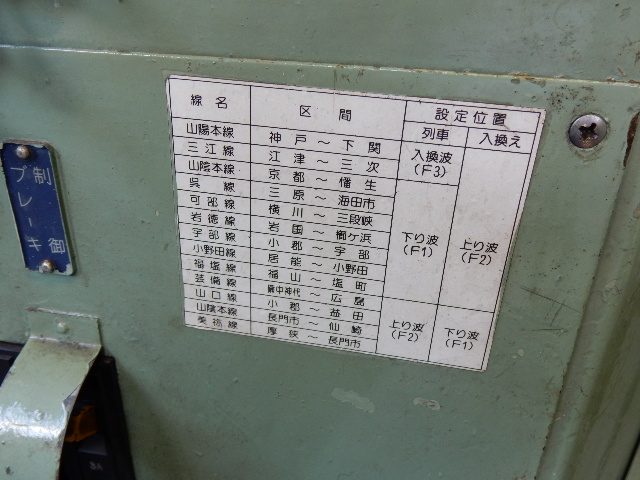 線名 区間 設定位置
列車 入換え
山陽本線 神戸～下関 入換波(F3) 上り波(F2)
三江線 江津～三次
山陰本線 京都～幡生 下り波(F1)
呉線 三原～海田市
可部線 横川～三段峡
岩徳線 岩国～櫛ケ浜
宇部線 小郡～宇部
小野田線 居能～小野田
福塩線 福山～塩町
芸備線 備中神代～広島
山口線 小郡～益田 上り波(F2) 下り波(F1)
山陰本線 長門市～仙崎
美祢線 厚狭～長門市
制御
ブレーキ